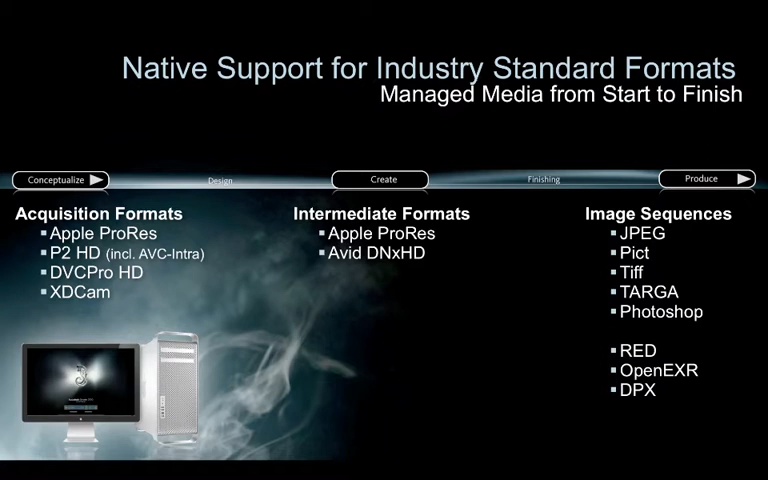 Native Support for Industry Standard Formats
Managed Media from Start to Finish
Conceptualize
Design
Create
Finishing
Produce
Acquisition Formats
Apple ProRes
P2 HD (incl. AVC-Intra)
DVCPro HD
XDCam
Intermediate Formats
Apple ProRes
Avid DNxHD
Image Sequences
JPEG
Pict
Tiff
TARGA
Photoshop
RED
OpenEXR
DPX